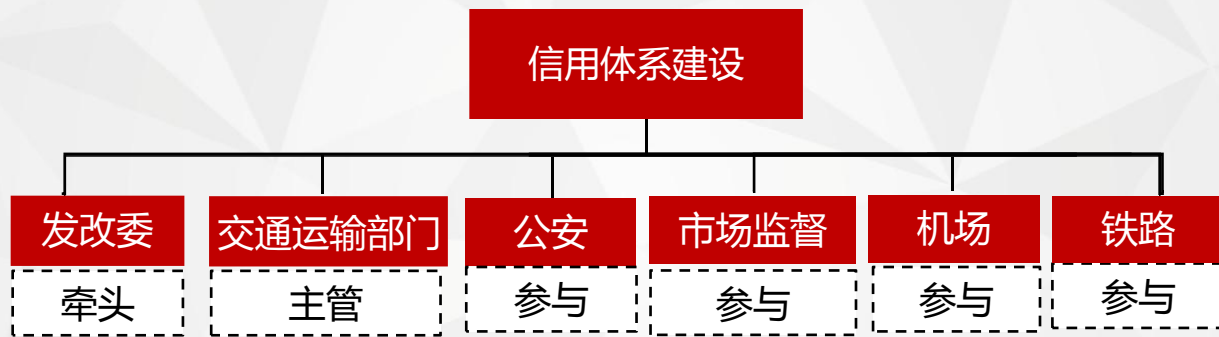 信用体系建设
发改委
交通运输部门
公安
市场监督
机场
铁路
牵头
主管
参与
参与
参与
参与